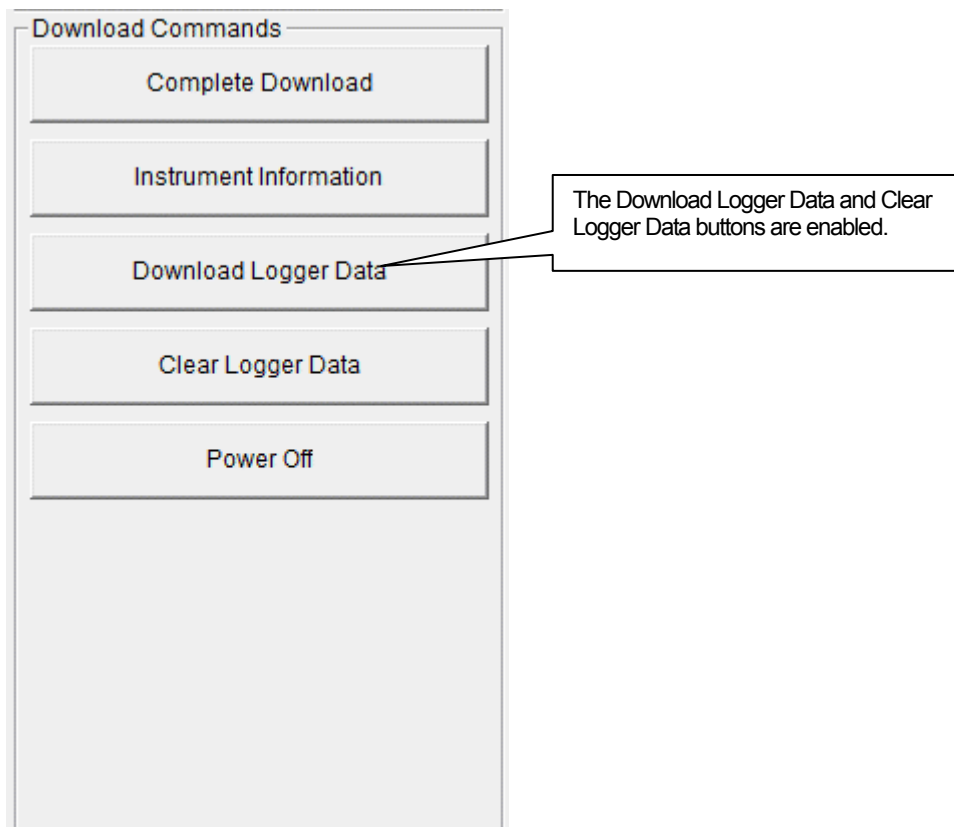 Download Commands
Complete Download
Instrument Information
Download Logger Data
The Download Logger Data and Clear
Logger Data buttons are enabled.
Clear Logger Data
Power Off